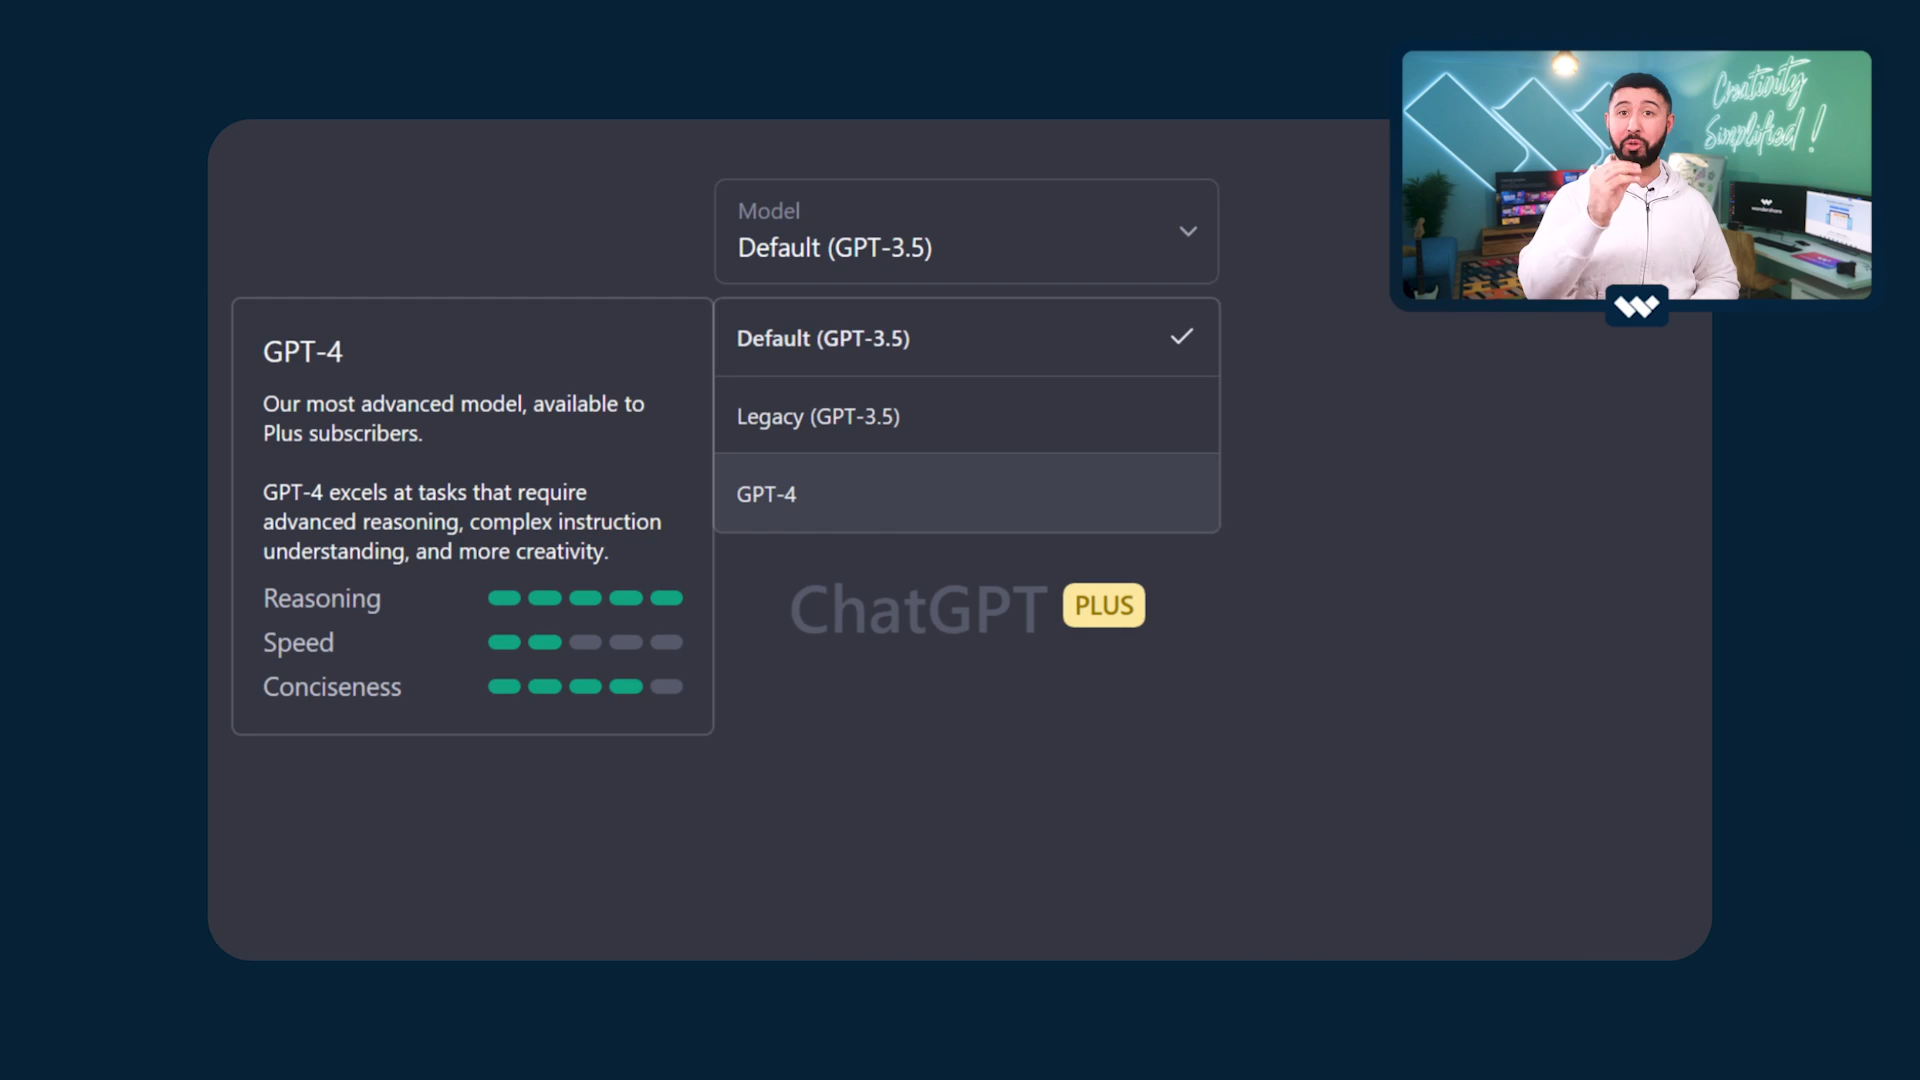 Creativity
Simplified !
wondershare
Model
Default (GPT-3.5)
Default (GPT-3.5)
Legacy (GPT-3.5)
GPT-4
GPT-4
Our most advanced model, available to
Plus subscribers.
GPT-4 excels at tasks that require
advanced reasoning, complex instruction
understanding, and more creativity.
Reasoning
Speed
Conciseness
ChatGPT PLUS